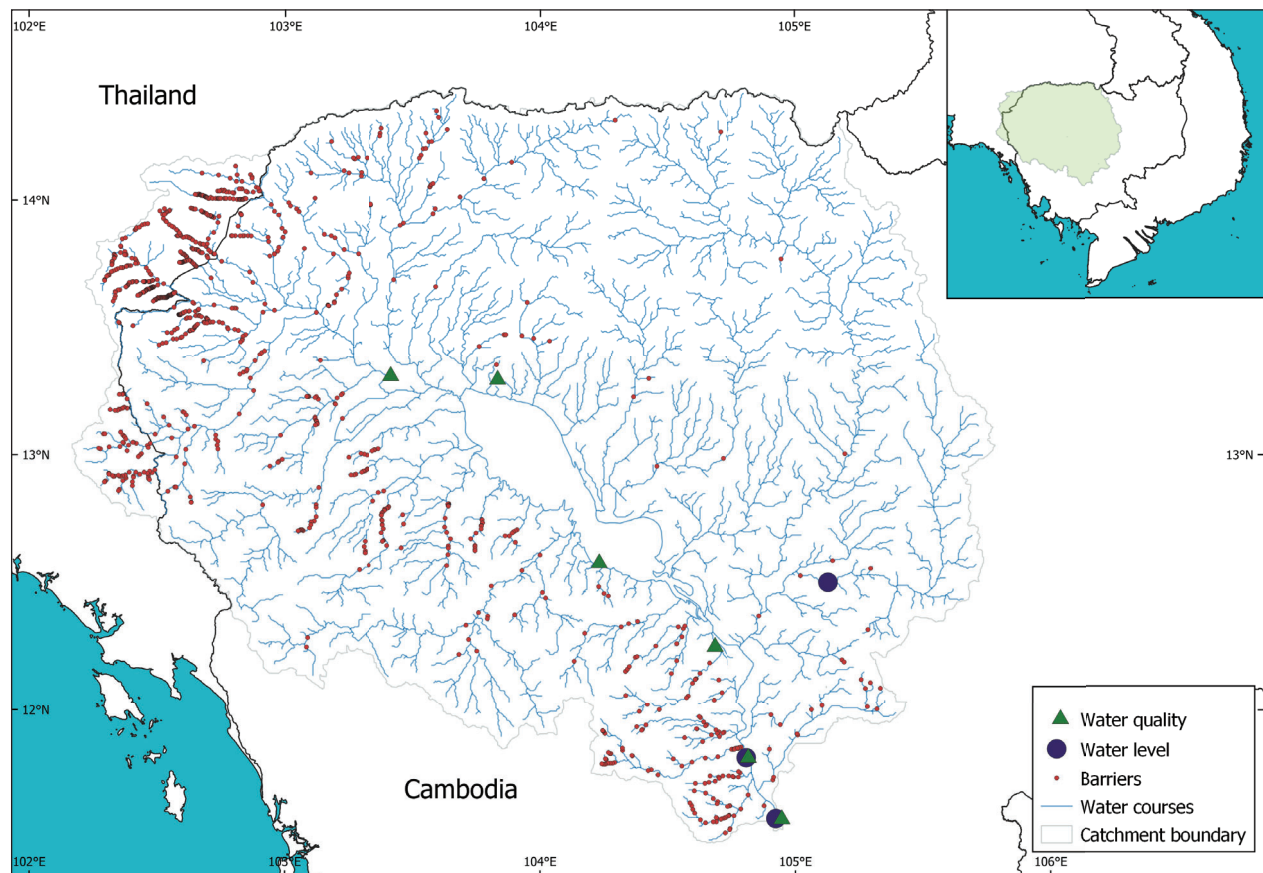 102°E
103°E
104°E
105°E
Thailand
14°N
13°N
13°N
12°N
Cambodia
Water quality
Water level
Barriers
Water courses
Catchment boundary
12°N
102°E
103°E
104°E
105°E
106°E